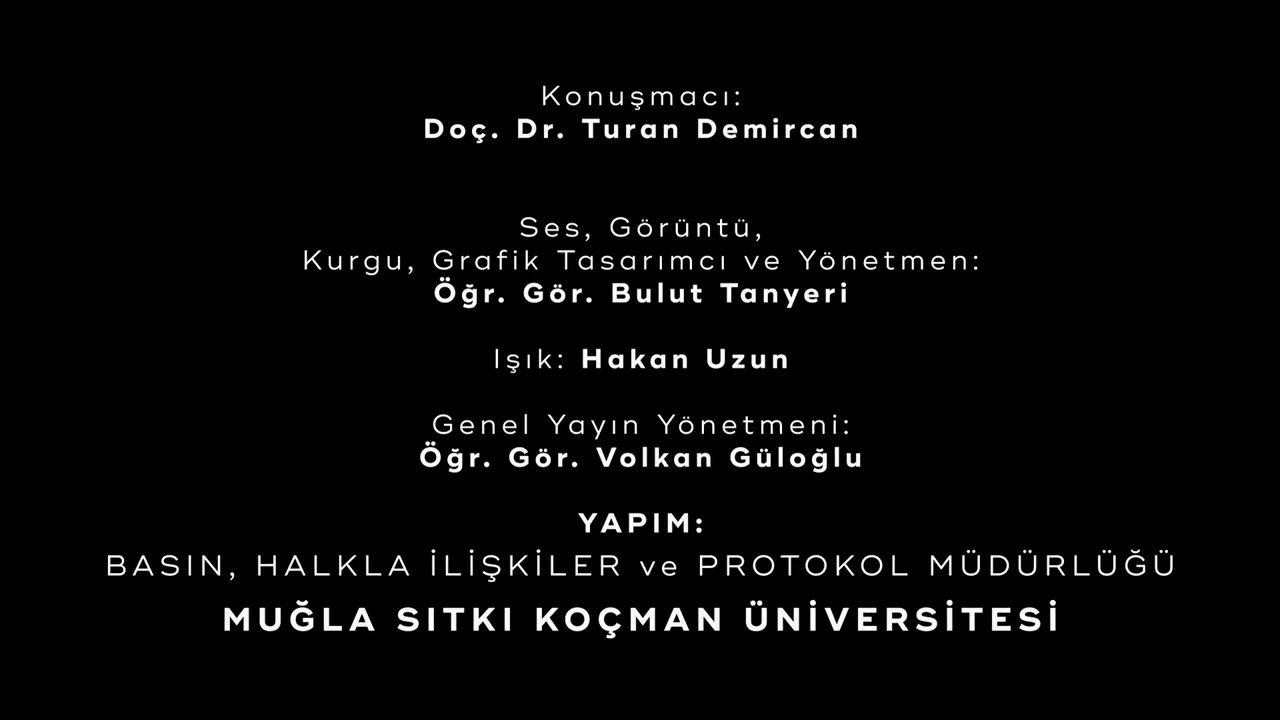 Konuşmacı:
Doç. Dr. Turan Demircan
Ses, Görüntü,
Kurgu, Grafik Tasarımcı ve Yönetmen:
Öğr. Gör. Bulut Tanyeri
Işık: Hakan Uzun
Genel Yayın Yönetmeni:
Öğr. Gör. Volkan Güloğlu
YAPIM:
BASIN, HALKLA İLİŞKİLER ve PROTOKOL MÜDÜRLÜĞÜ
MUĞLA SITKI KOÇMAN ÜNİVERSİTESİ